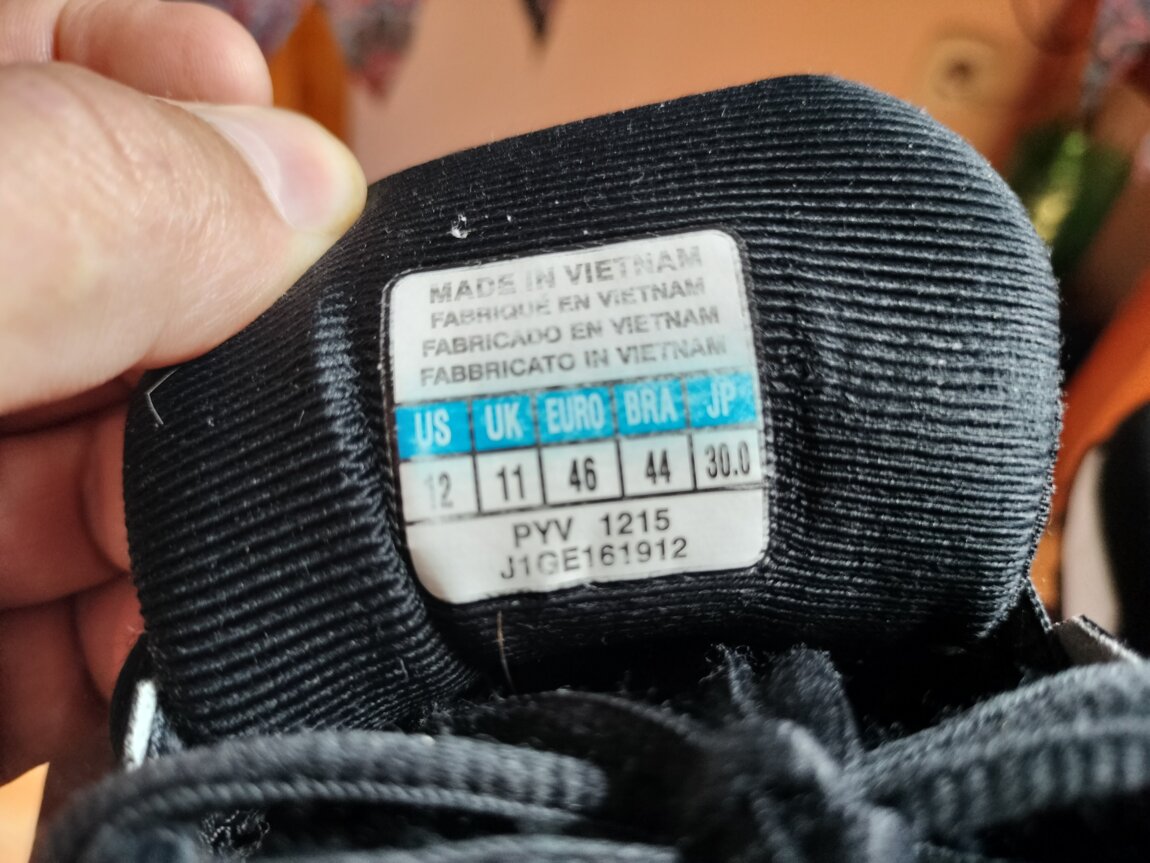 MADE IN VIETNAM
FABRIQUÉ EN VIETNAM
FABRICADO EN VIETNAM
FABBRICATO IN VIETNAM
US UK EURO BRA JP
12 11 46 44 30.0
PYV 1215
J1GE161912